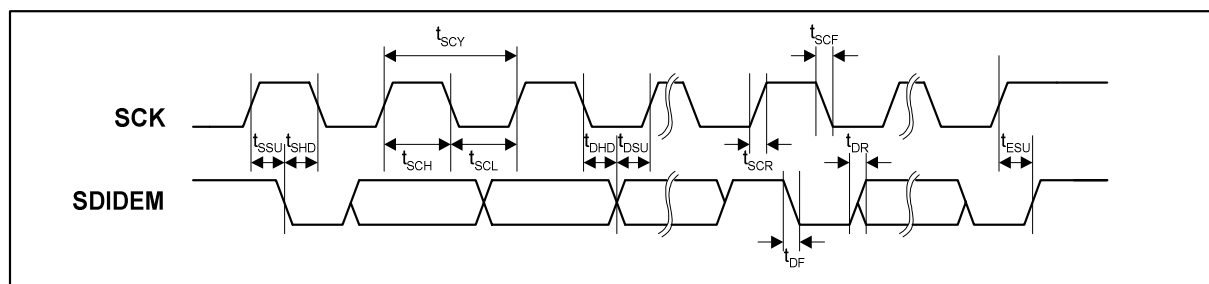 tSCY
tSCF
SCK
tSSU
tSHD
tSCH
tSCL
tDHD
tDSU
tSCR
tDR
tESU
SDIDEM
tDF